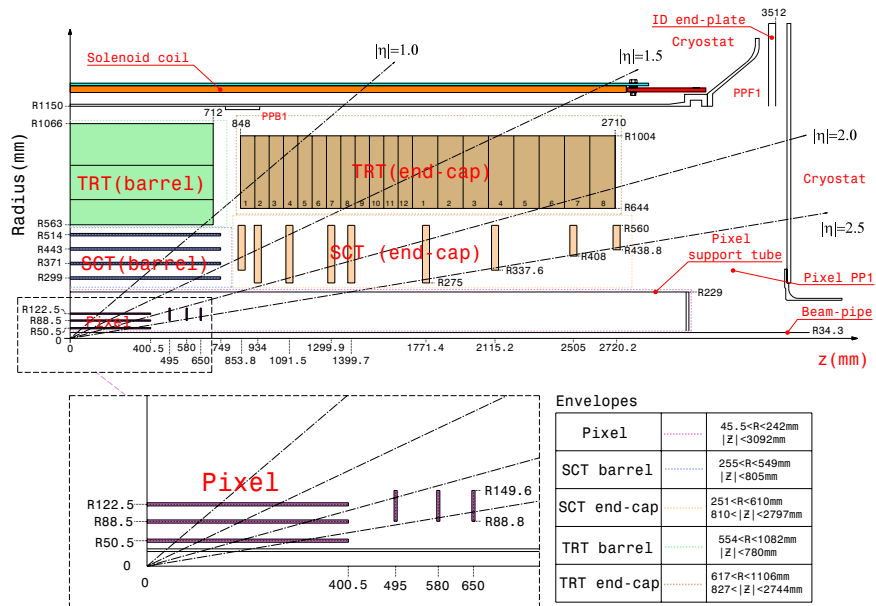 3512
ID end-plate
Cryostat
|η|=1.0
|η|=1.5
Solenoid coil
PPF1
R1150
PPB1
712
R1066
848
2710
R1004
|η|=2.0
TRT(barrel)
TRT(end-cap)
Radius(mm)
Cryostat
1 2 3 4 5 6 7 8 9 10 11 12 1 2 3 4 5 6 7 8
R644
R563
R560
R514
|η|=2.5
R443
SCT (end-cap)
R438.8
Pixel
support tube
R408
R371
SCT(barrel)
R337.6
R299
R275
Pixel PP1
R229
R122.5
Pixel
R88.5
Beam-pipe
R50.5
R34.3
0
0
400.5
495
580
650
749
853.8
934
1091.5
1299.9
1399.7
1771.4
2115.2
2505
2720.2
z(mm)
Envelopes
Pixel
45.5<R<242mm
|Z|<3092mm
SCT barrel
255<R<549mm
|Z|<805mm
SCT end-cap
251<R<610mm
810<|Z|<2797mm
TRT barrel
554<R<1082mm
|Z|<780mm
TRT end-cap
617<R<1106mm
827<|Z|<2744mm
Pixel
R149.6
R122.5
R88.5
R88.8
R50.5
0
0
400.5
495
580
650